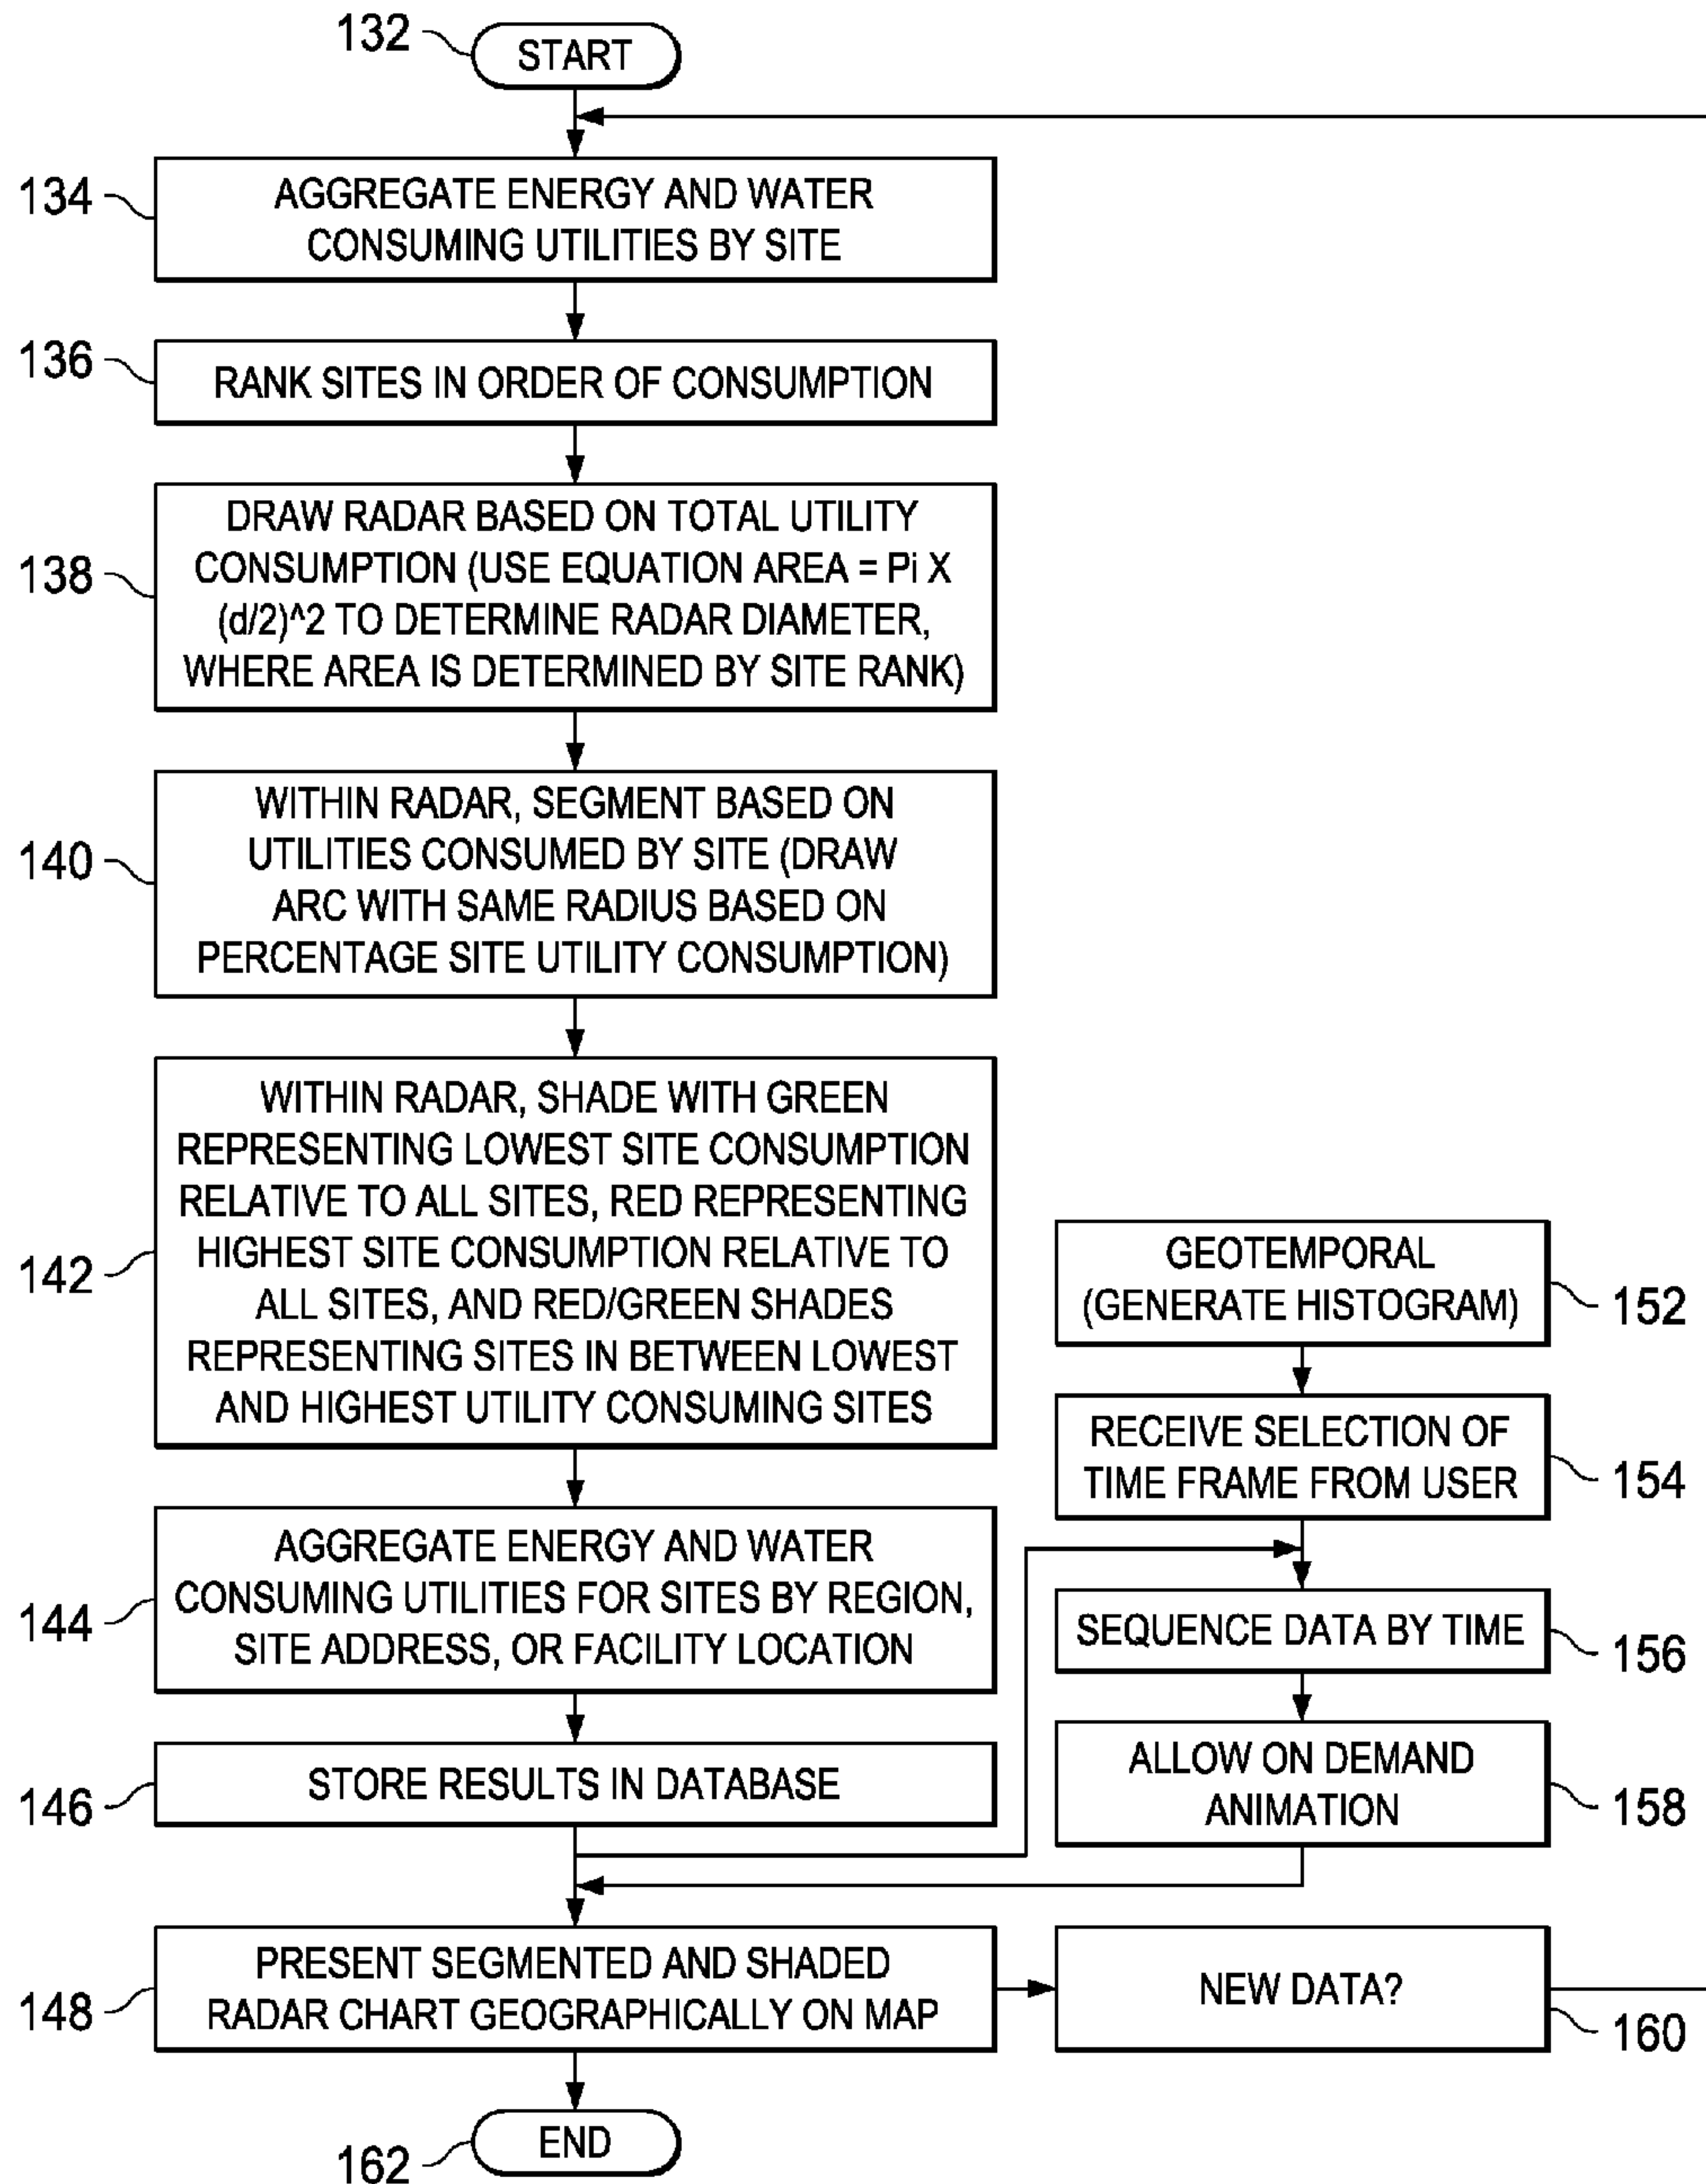 132
START
134
AGGREGATE ENERGY AND WATER
CONSUMING UTILITIES BY SITE
136
RANK SITES IN ORDER OF CONSUMPTION
138
DRAW RADAR BASED ON TOTAL UTILITY
CONSUMPTION (USE EQUATION AREA = Pi X
(d/2)^2 TO DETERMINE RADAR DIAMETER,
WHERE AREA IS DETERMINED BY SITE RANK)
140
WITHIN RADAR, SEGMENT BASED ON
UTILITIES CONSUMED BY SITE (DRAW
ARC WITH SAME RADIUS BASED ON
PERCENTAGE SITE UTILITY CONSUMPTION)
142
WITHIN RADAR, SHADE WITH GREEN
REPRESENTING LOWEST SITE CONSUMPTION
RELATIVE TO ALL SITES, RED REPRESENTING
HIGHEST SITE CONSUMPTION RELATIVE TO
ALL SITES, AND RED/GREEN SHADES
REPRESENTING SITES IN BETWEEN LOWEST
AND HIGHEST UTILITY CONSUMING SITES
144
AGGREGATE ENERGY AND WATER
CONSUMING UTILITIES FOR SITES BY REGION,
SITE ADDRESS, OR FACILITY LOCATION
146
STORE RESULTS IN DATABASE
GEOTEMPORAL
(GENERATE HISTOGRAM)
152
RECEIVE SELECTION OF
TIME FRAME FROM USER
154
SEQUENCE DATA BY TIME
156
ALLOW ON DEMAND
ANIMATION
158
148
PRESENT SEGMENTED AND SHADED
RADAR CHART GEOGRAPHICALLY ON MAP
NEW DATA?
160
END
162